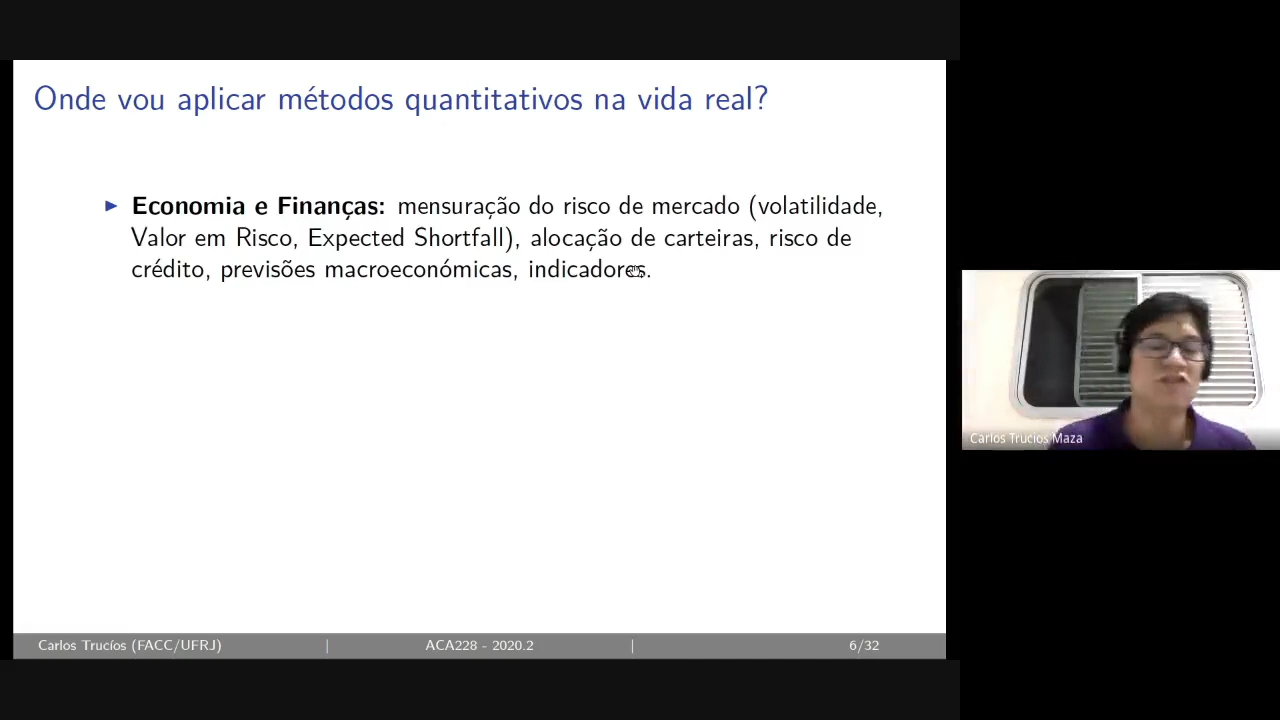 Onde vou aplicar métodos quantitativos na vida real?
Economia e Finanças: mensuração do risco de mercado (volatilidade,
Valor em Risco, Expected Shortfall), alocação de carteiras, risco de
crédito, previsões macroeconómicas, indicadores.
Carlos Trucios Maza
Carlos Trucíos (FACC/UFRJ) | ACA228 - 2020.2 | 6/32